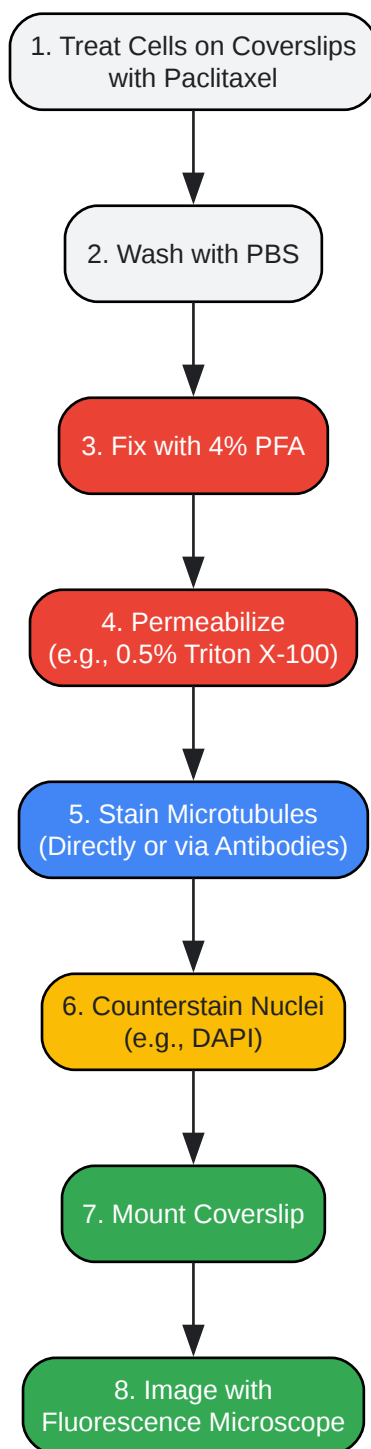 1. Treat Cells on Coverslips
with Paclitaxel
2. Wash with PBS
3. Fix with 4% PFA
4. Permeabilize
(e.g., 0.5% Triton X-100)
5. Stain Microtubules
(Directly or via Antibodies)
6. Counterstain Nuclei
(e.g., DAPI)
7. Mount Coverslip
8. Image with
Fluorescence Microscope